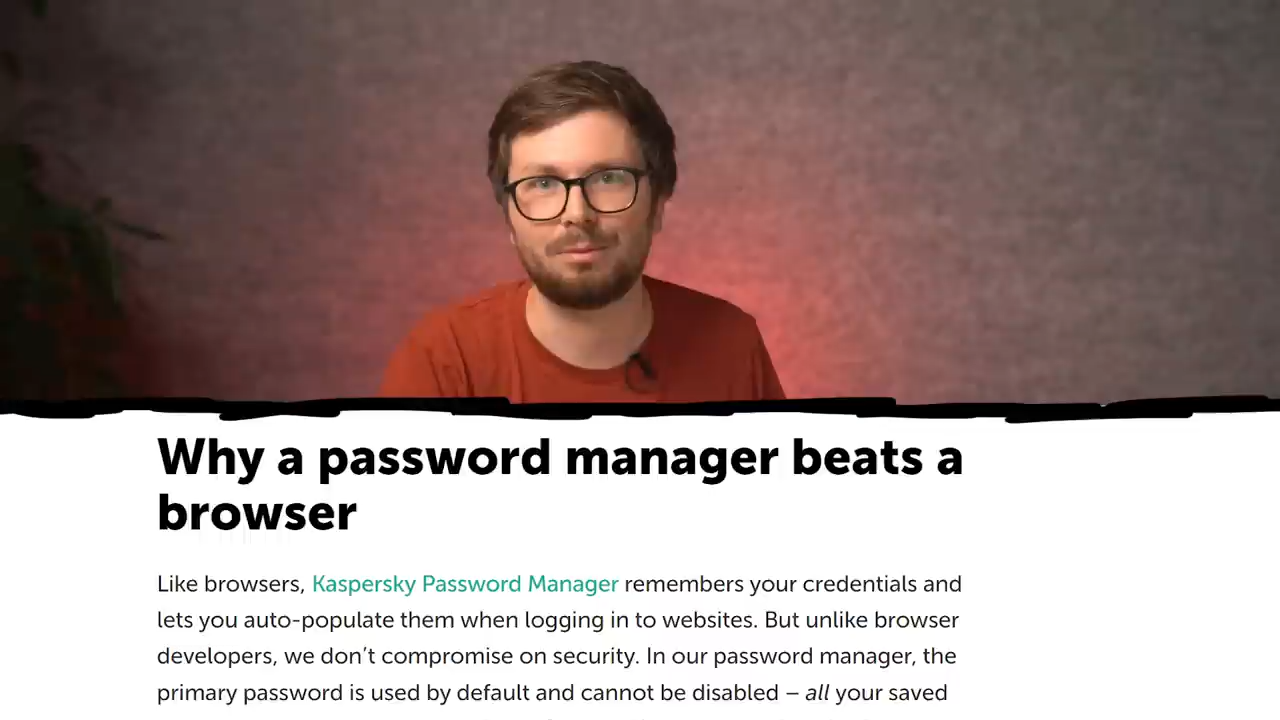 Why a password manager beats a
browser
Like browsers, Kaspersky Password Manager remembers your credentials and
lets you auto-populate them when logging in to websites. But unlike browser
developers, we don’t compromise on security. In our password manager, the
primary password is used by default and cannot be disabled – all your saved